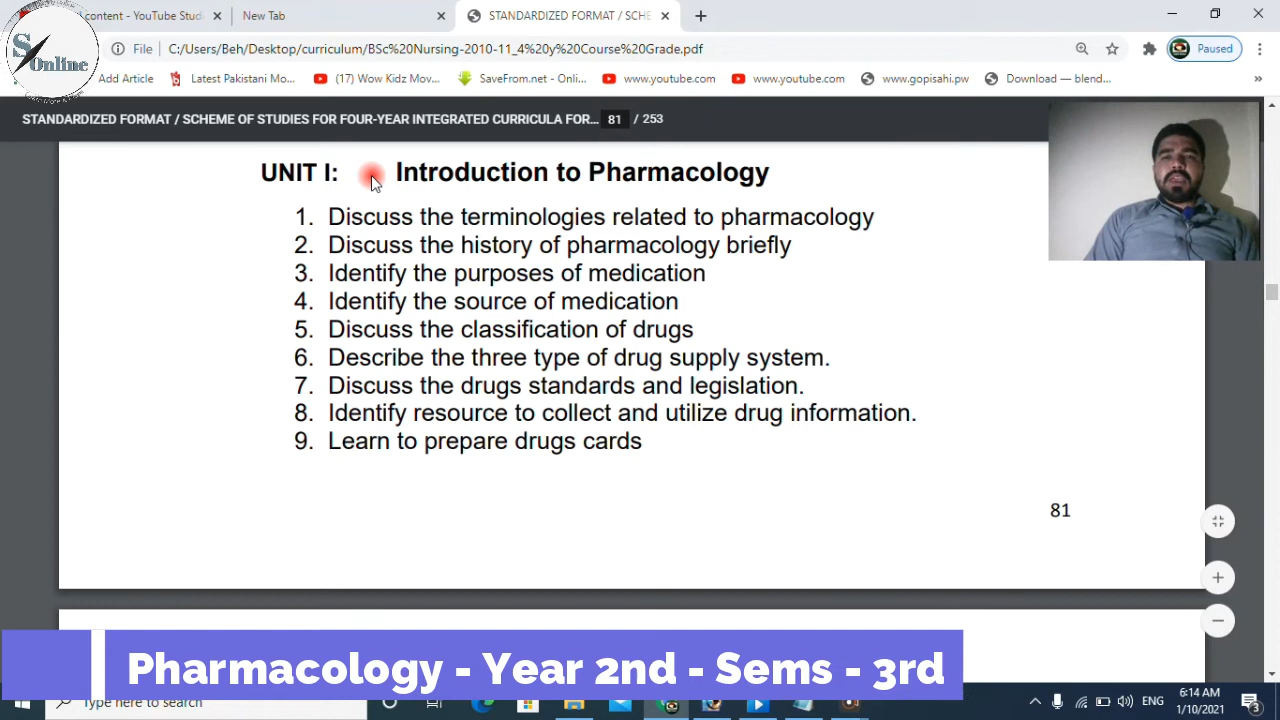 l content - YouTube Stud
New Tab
STANDARDIZED FORMAT / SCHE
File
C:/Users/Beh/Desktop/curriculum/BSc%20Nursing-2010-11_4%20y%20Course%20Grade.pdf
Paused
Add Article
Latest Pakistani Mo...
(17) Wow Kidz Mov...
SaveFrom.net - Onli...
www.youtube.com
www.youtube.com
www.gopisahi.pw
Download — blend...
Online
STANDARDIZED FORMAT / SCHEME OF STUDIES FOR FOUR-YEAR INTEGRATED CURRICULA FOR... 81 / 253
UNIT I: Introduction to Pharmacology
1. Discuss the terminologies related to pharmacology
2. Discuss the history of pharmacology briefly
3. Identify the purposes of medication
4. Identify the source of medication
5. Discuss the classification of drugs
6. Describe the three type of drug supply system.
7. Discuss the drugs standards and legislation.
8. Identify resource to collect and utilize drug information.
9. Learn to prepare drugs cards
81
Pharmacology - Year 2nd - Sems - 3rd
Type here to search
ENG
6:14 AM
1/10/2021
3